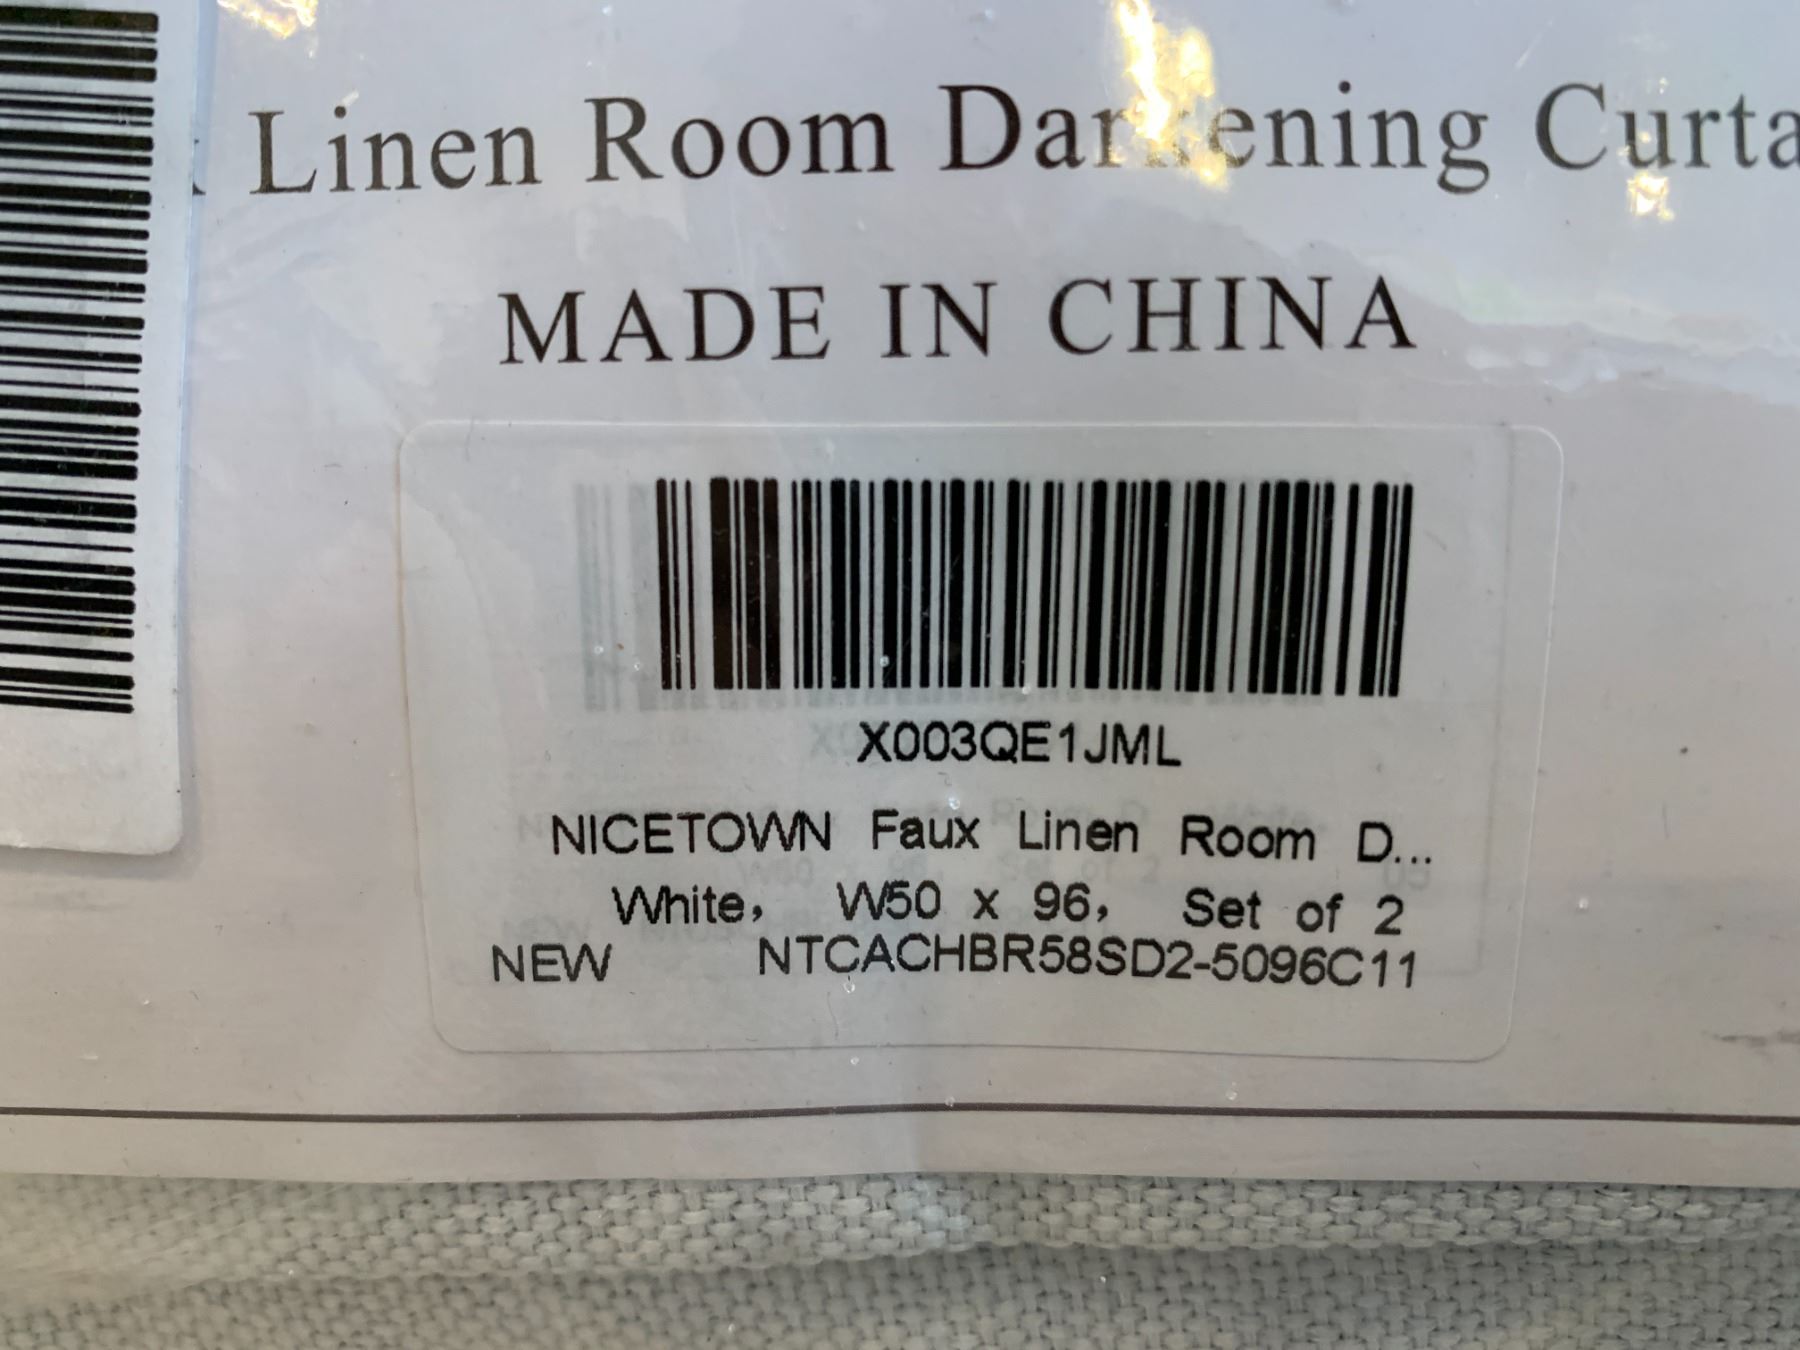 Linen Room Darkening Curta
MADE IN CHINA
X003QE1JML
NICETOWN Faux Linen Room D...
White, W50 x 96, Set of 2
NEW NTCACHBR58SD2-5096C11